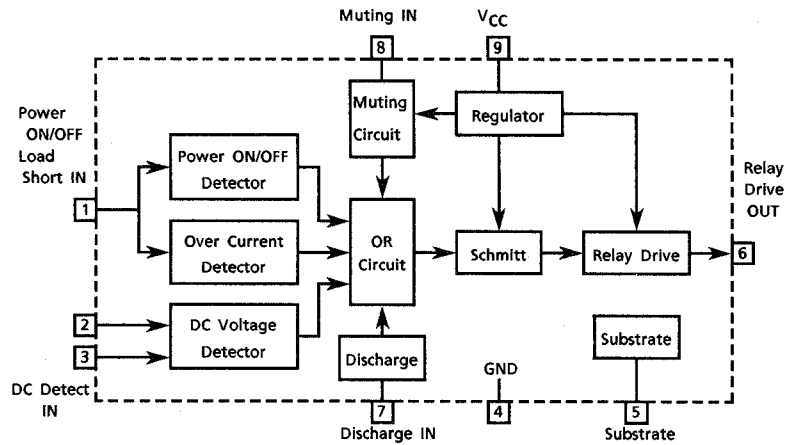 Muting IN
VCC
8
9
Power
ON/OFF
Load
Short IN
Muting
Circuit
Regulator
Power ON/OFF
Detector
1
Over Current
Detector
OR
Circuit
Schmitt
Relay Drive
Relay
Drive
OUT
6
2
3
DC Voltage
Detector
Discharge
GND
Substrate
DC Detect
IN
7
4
5
Discharge IN
Substrate